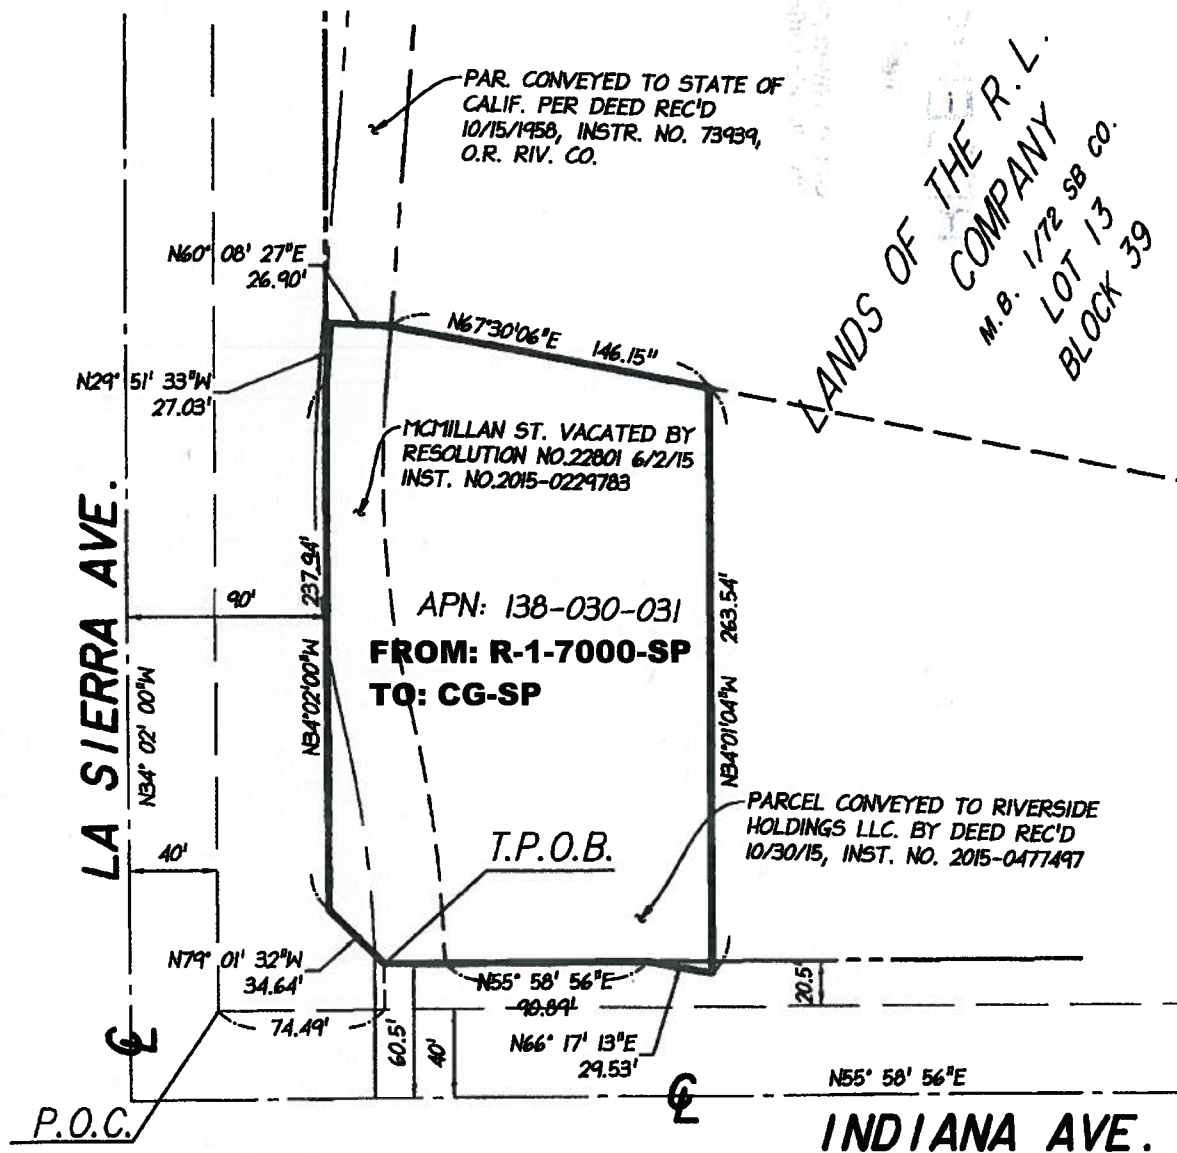 PAR. CONVEYED TO STATE OF
CALIF. PER DEED REC'D
10/15/1958, INSTR. NO. 73939,
O.R. RIV. CO.
LANDS OF THE R.L.
COMPANY
M.B. 1/72 SB CO.
LOT 13
BLOCK 39
N60° 08' 27"E
26.90'
N67°30'06"E 146.15"
N29° 51' 33"W
27.03'
MCMILLAN ST. VACATED BY
RESOLUTION NO.22801 6/2/15
INST. NO.2015-0229783
LA SIERRA AVE.
N34° 02' 00"W
90'
237.94'
N34°02'00"W
APN: 138-030-031
FROM: R-1-7000-SP
TO: CG-SP
263.54'
N34°01'04"W
PARCEL CONVEYED TO RIVERSIDE
HOLDINGS LLC. BY DEED REC'D
10/30/15, INST. NO. 2015-0477497
T.P.O.B.
40'
N79° 01' 32"W
34.64'
N55° 58' 56"E
90.89'
20.5'
74.49'
60.5'
40'
N66° 17' 13"E
29.53'
CL
CL
N55° 58' 56"E
P.O.C.
INDIANA AVE.